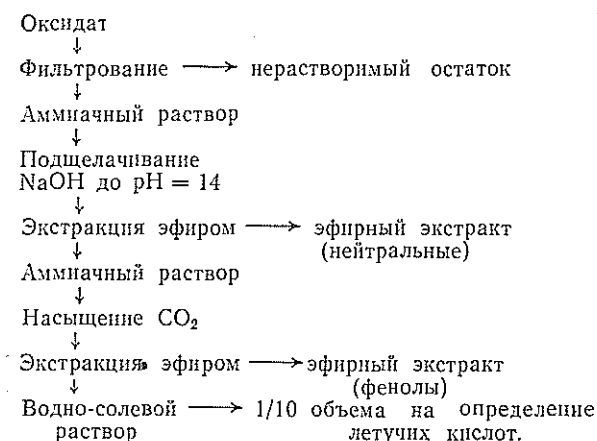 Оксидат
↓
Фильтрование → нерастворимый остаток
↓
Аммиачный раствор
↓
Подщелачивание
NaOH до pH = 14
↓
Экстракция эфиром → эфирный экстракт
(нейтральные)
↓
Аммиачный раствор
↓
Насыщение CO₂
↓
Экстракция эфиром → эфирный экстракт
(фенолы)
↓
Водно-солевой → 1/10 объема на определение
раствор летучих кислот.